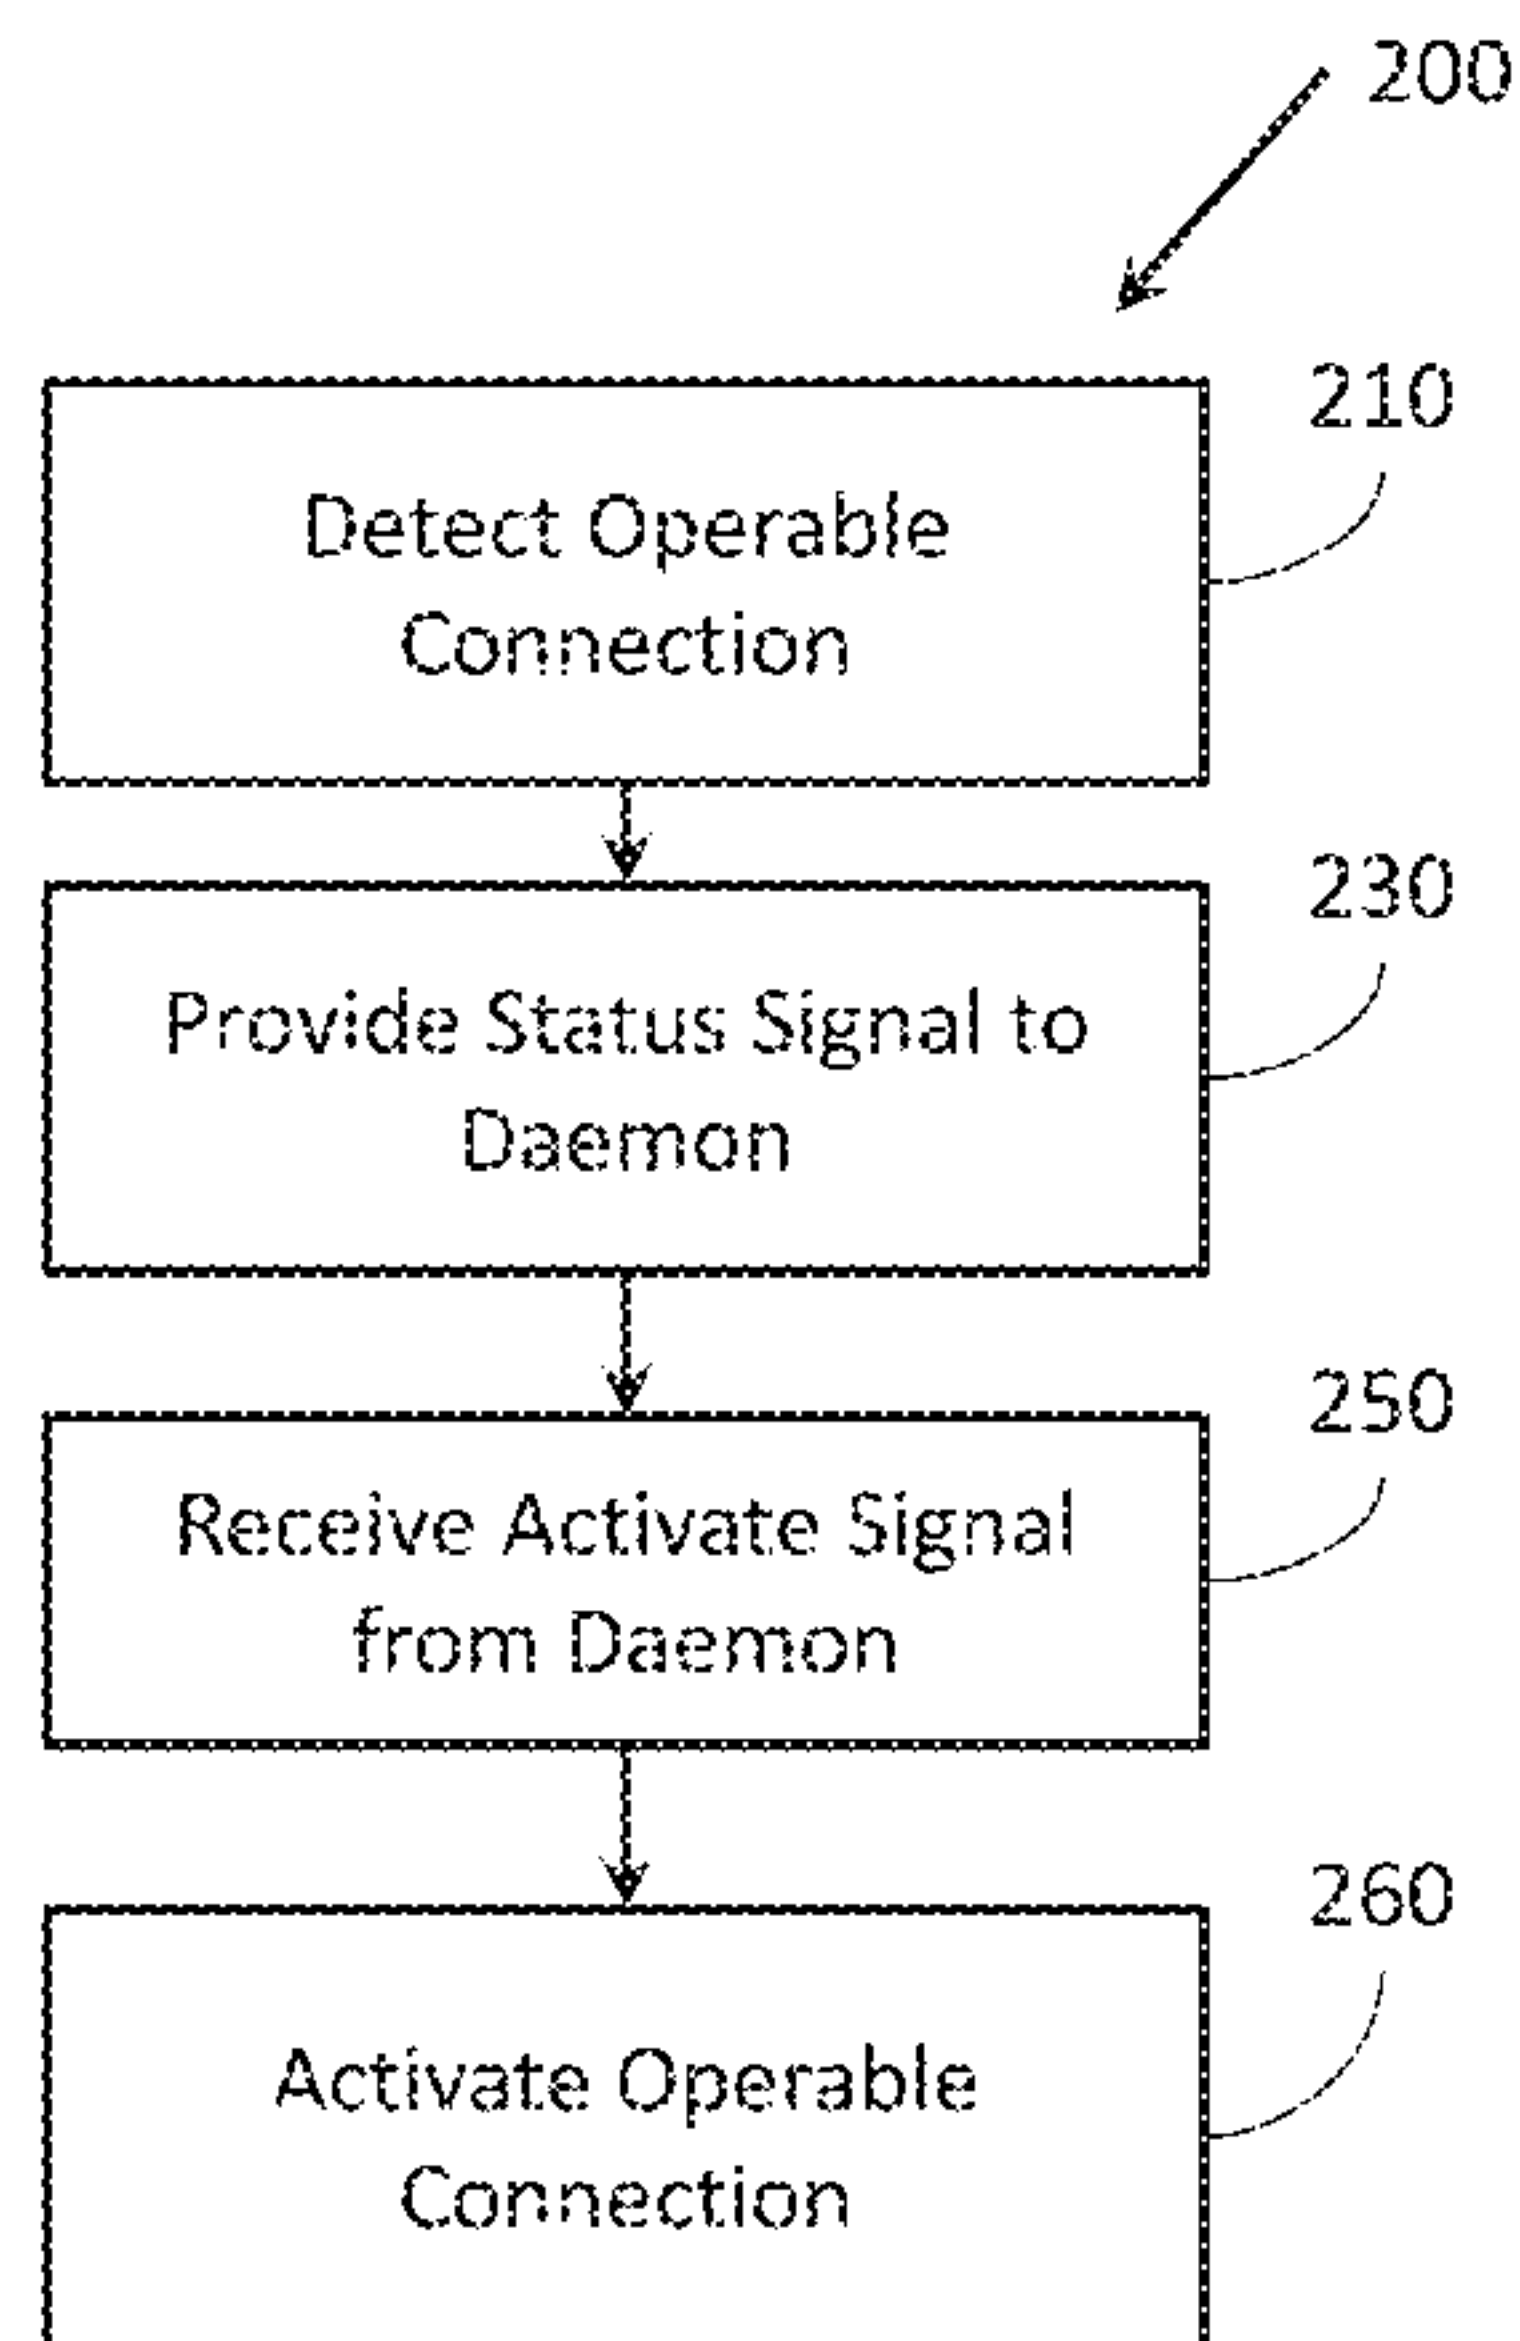 200
210
Detect Operable
Connection
230
Provide Status Signal to
Daemon
250
Receive Activate Signal
from Daemon
260
Activate Operable
Connection